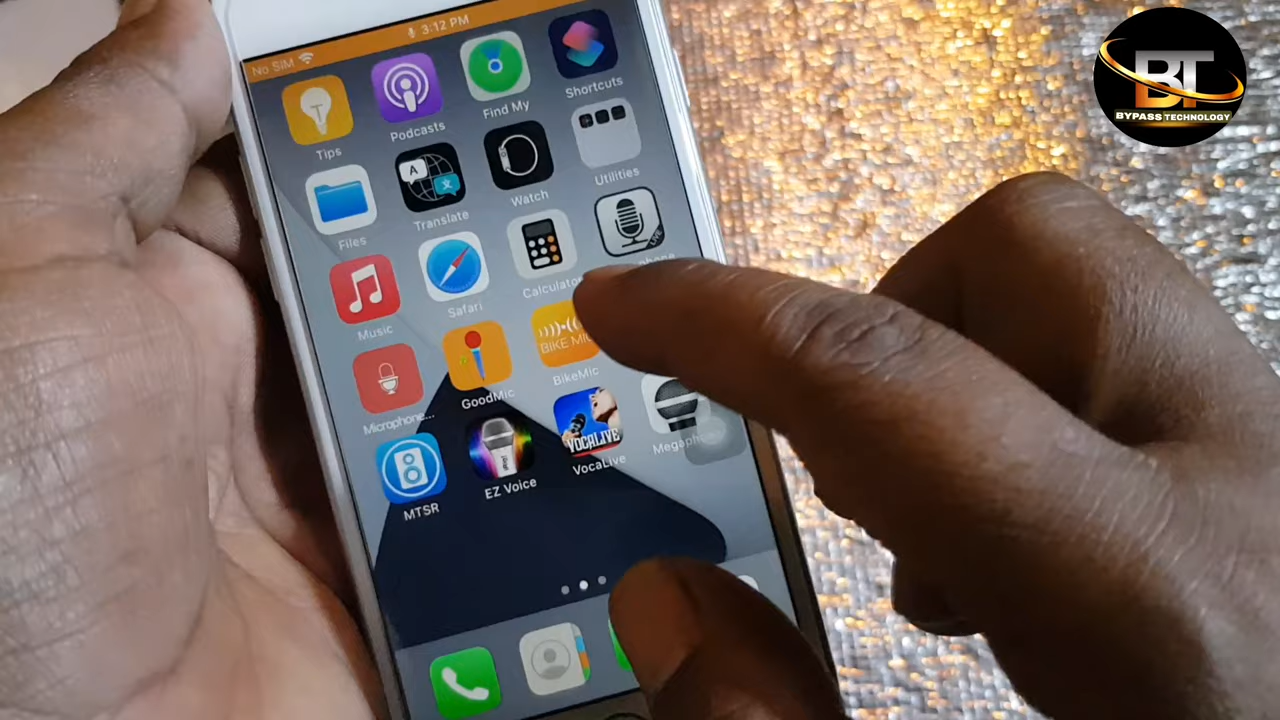 No SIM 3:12 PM
Tips
Podcasts
Find My
Shortcuts
Files
Translate
Watch
Utilities
Music
Safari
Calculator
LIVE
Microphone...
GoodMic
BIKE MIC
BikeMic
VOCALIVE
MTSR
EZ Voice
VocaLive
BT
BYPASS TECHNOLOGY